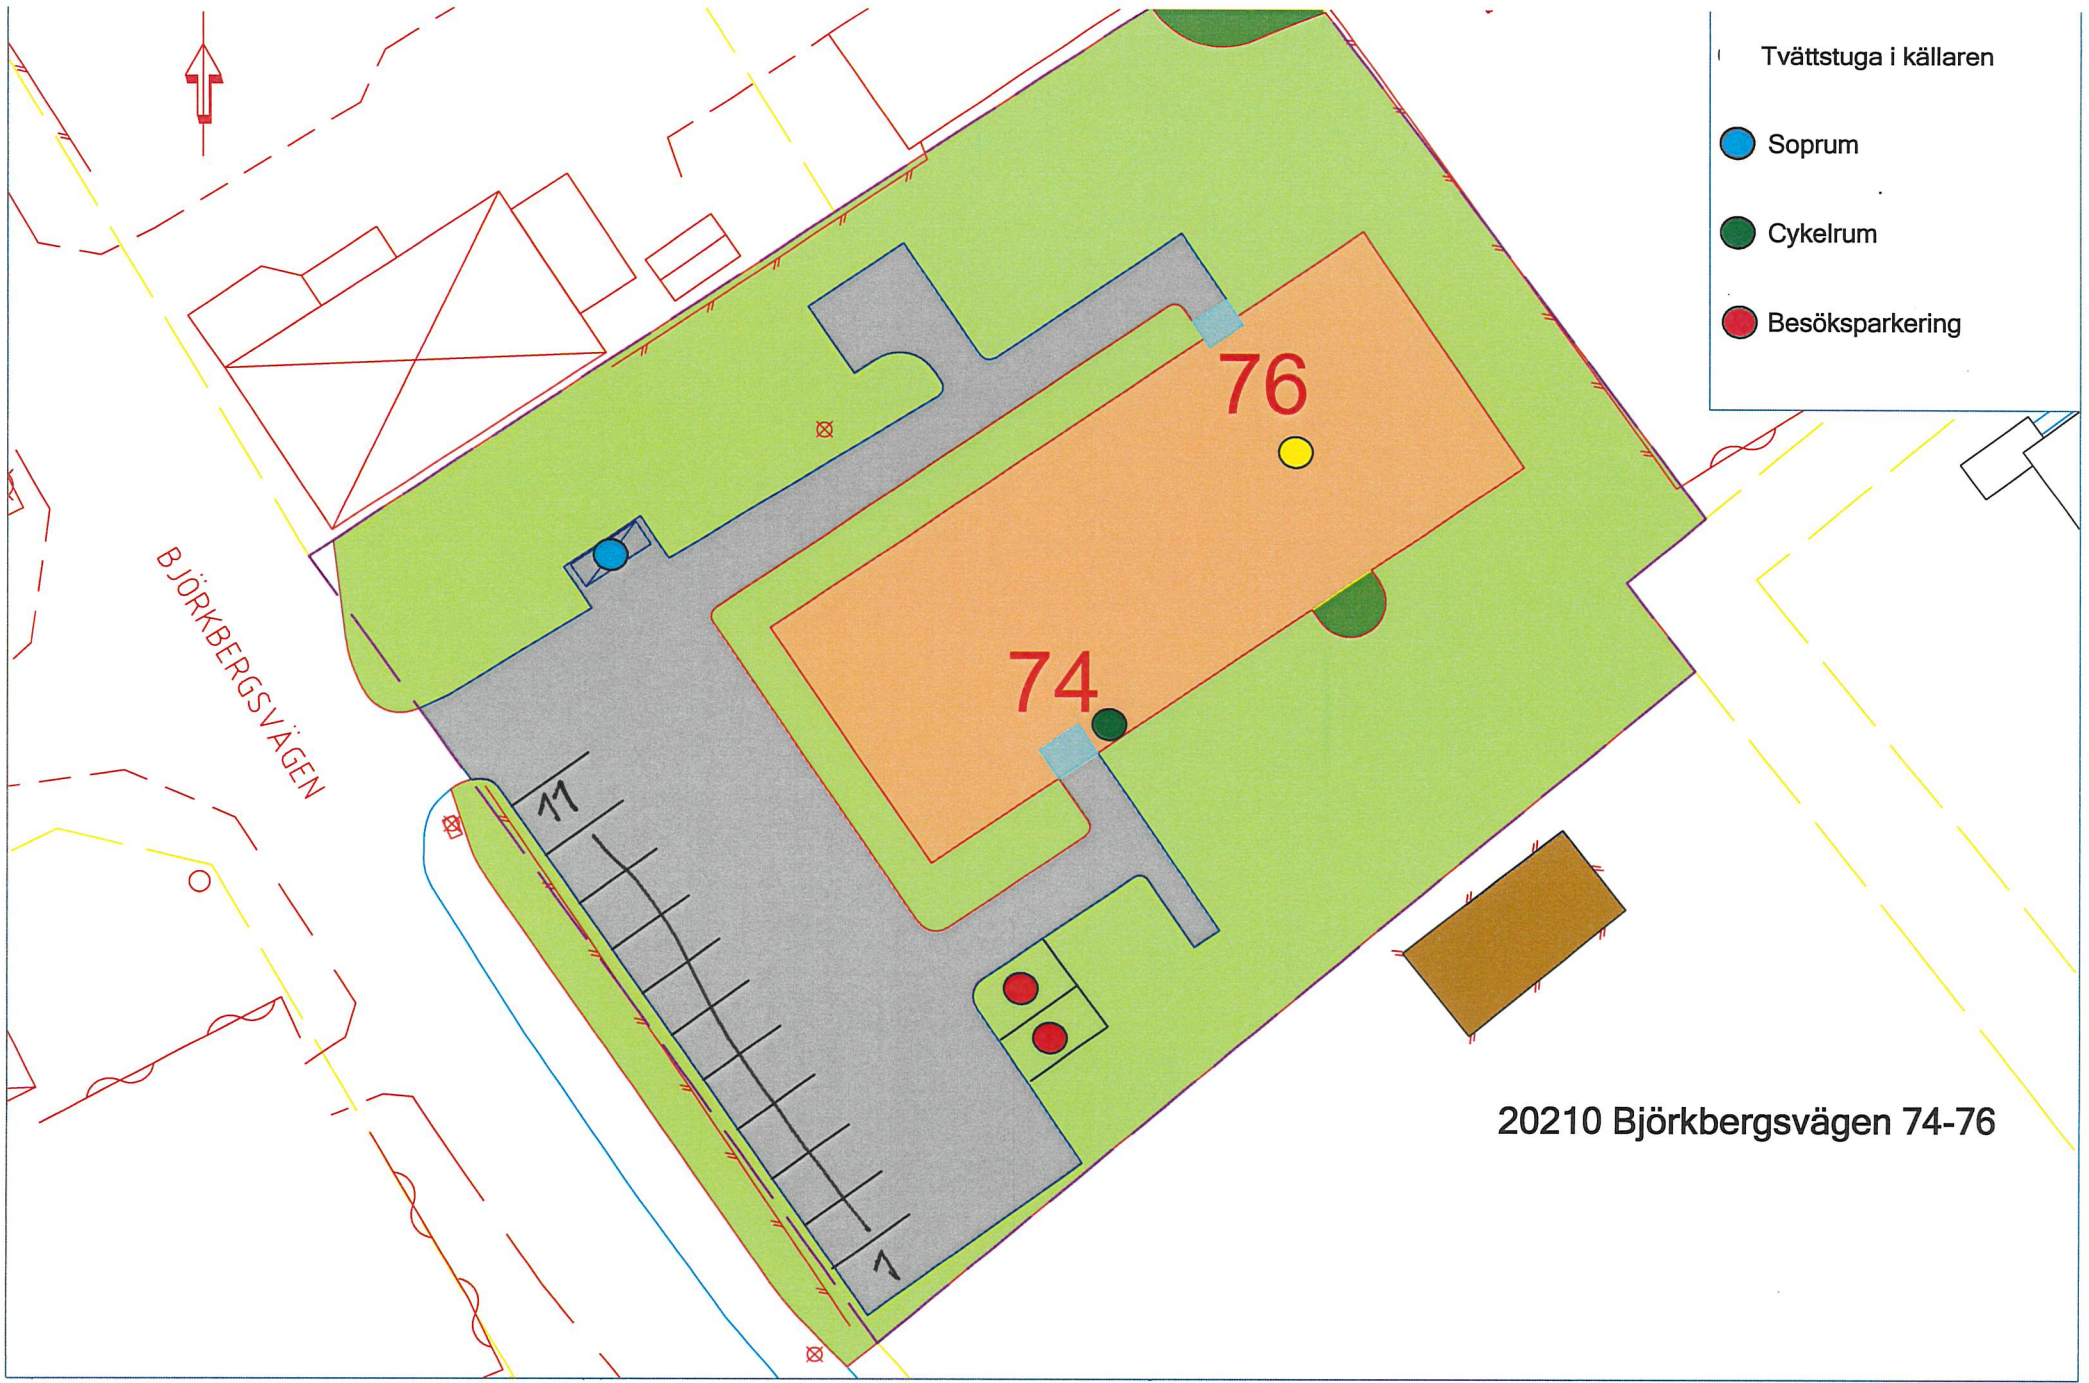 Tvättstuga i källaren
Soprum
Cykelrum
Besöksparkering
76
74
BJÖRKBERGSVÄGEN
11
1
20210 Björkbergsvägen 74-76